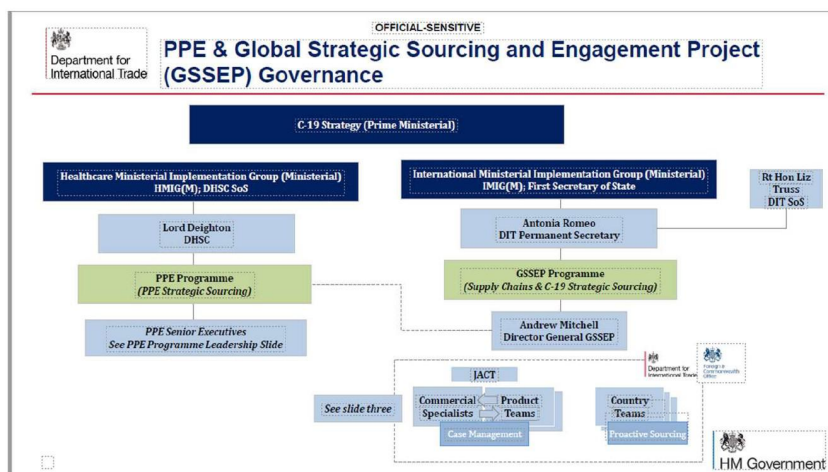 OFFICIAL-SENSITIVE
Department for
International Trade
PPE & Global Strategic Sourcing and Engagement Project
(GSSEP) Governance
C-19 Strategy (Prime Ministerial)
Healthcare Ministerial Implementation Group (Ministerial)
HMIG(M); DHSC SoS
International Ministerial Implementation Group (Ministerial)
IMIG(M); First Secretary of State
Rt Hon Liz
Truss
DIT SoS
Lord Deighton
DHSC
Antonia Romeo
DIT Permanent Secretary
PPE Programme
(PPE Strategic Sourcing)
GSSEP Programme
(Supply Chains & C-19 Strategic Sourcing)
PPE Senior Executives
See PPE Programme Leadership Slide
Andrew Mitchell
Director General GSSEP
Department for
International Trade
Foreign &
Commonwealth
Office
JACT
See slide three
Commercial
Specialists
Product
Teams
Case Management
Country
Teams
Proactive Sourcing
HM Government